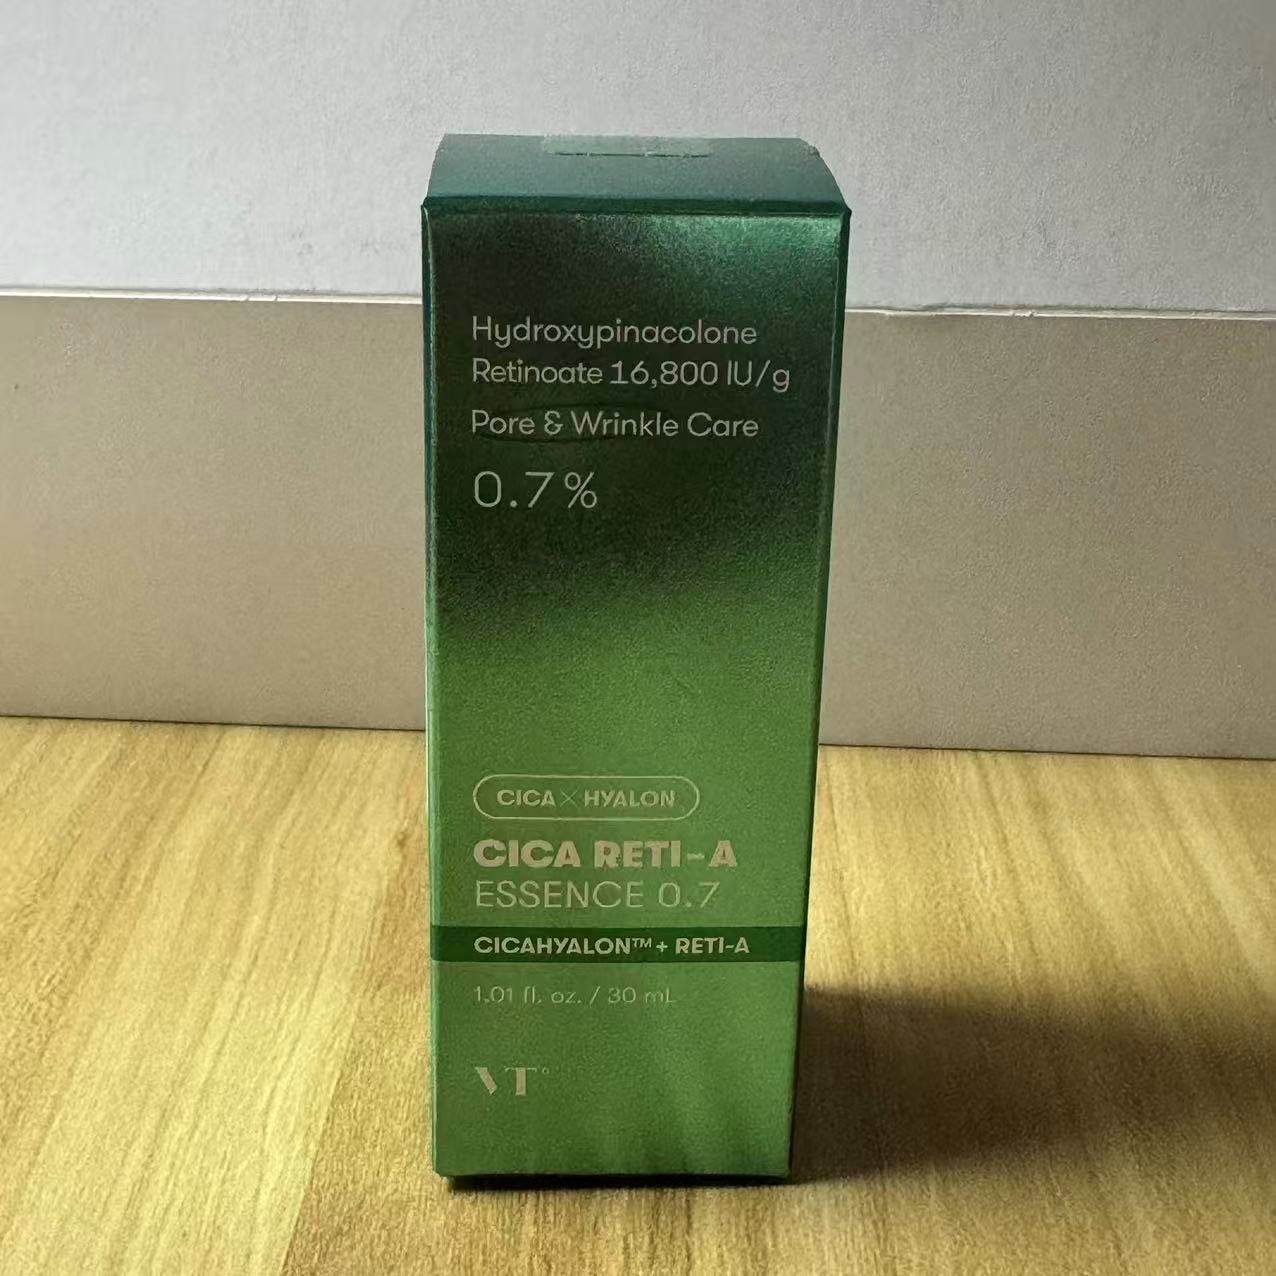 Hydroxypinacolone
Retinoate 16,800 IU/g
Pore & Wrinkle Care
0.7%
CICA×HYALON
CICA RETI-A
ESSENCE 0.7
CICAHYALON™+ RETI-A
1.01 fl. oz. / 30 mL
VT